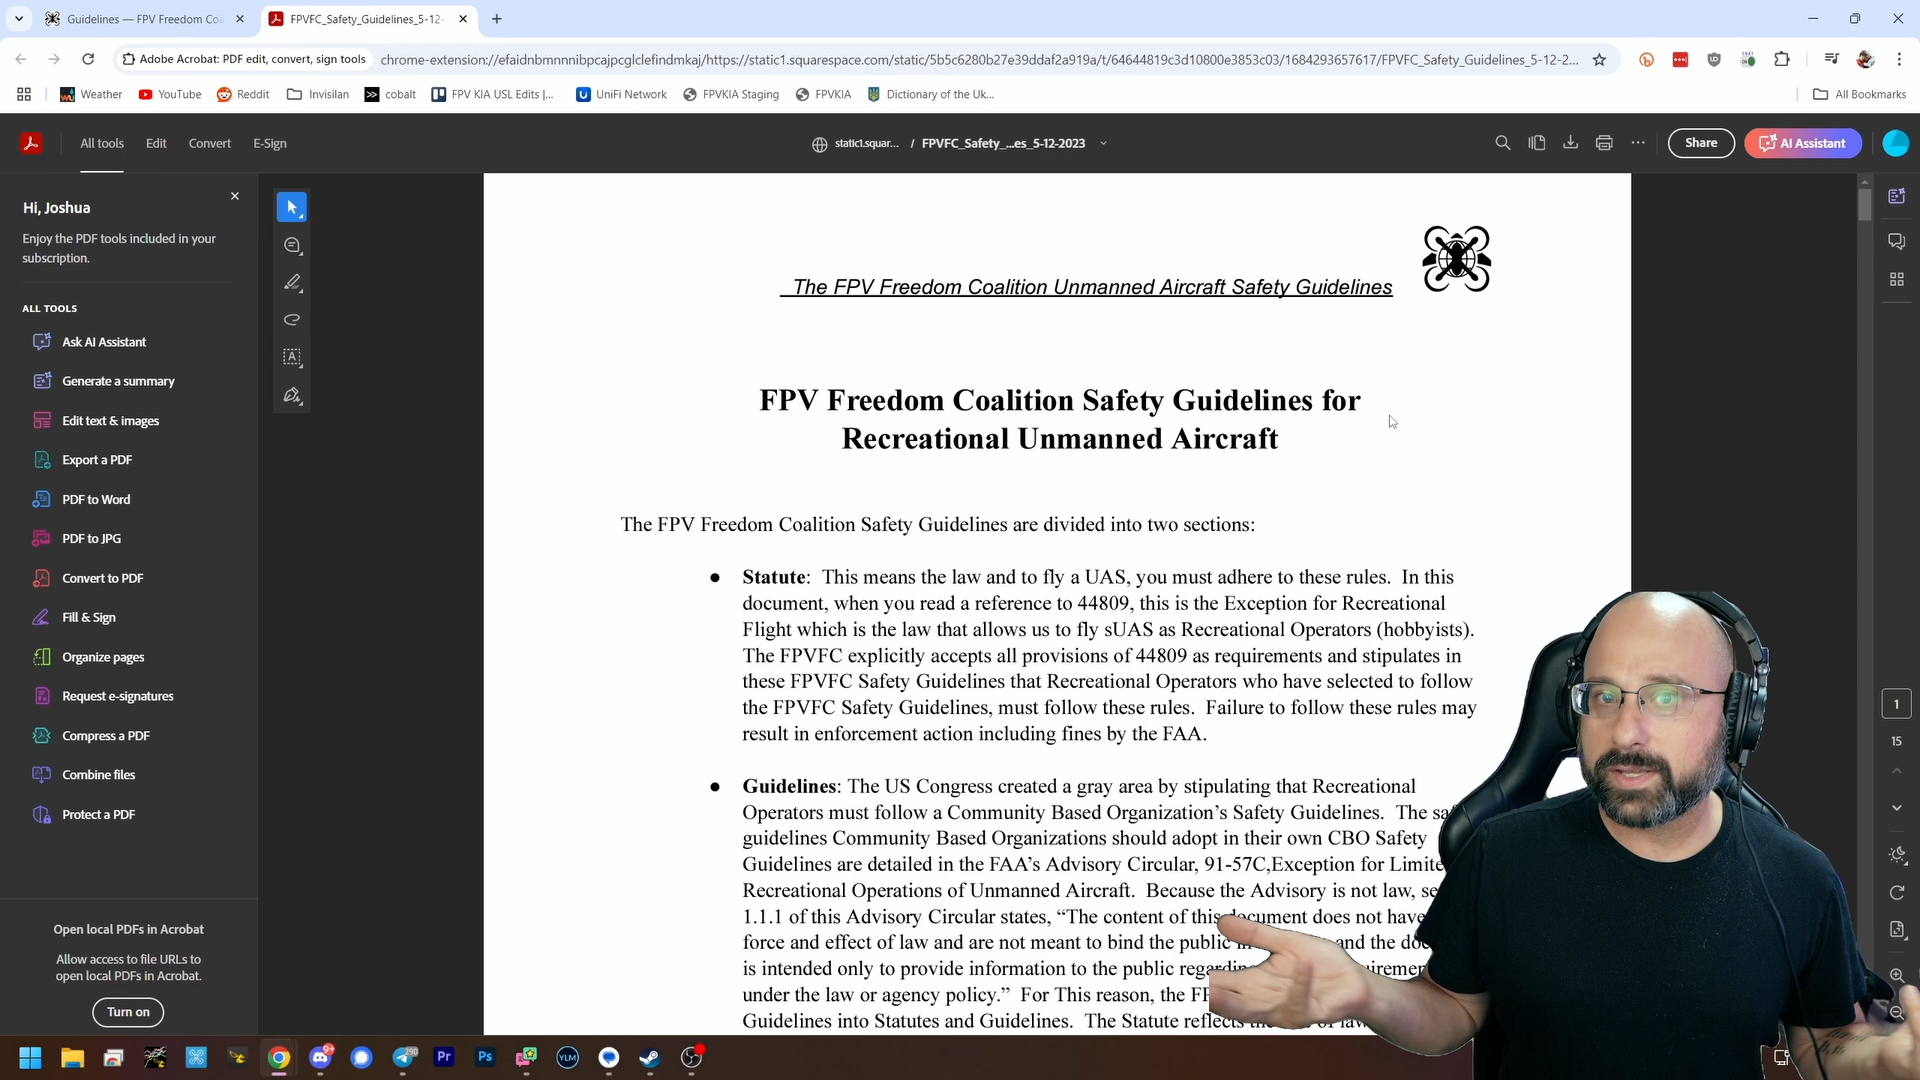 Guidelines — FPV Freedom Co
FPVFC_Safety_Guidelines_5-12-
Adobe Acrobat: PDF edit, convert, sign tools
chrome-extension://efaidnbmnnnibpcajpcglclefindmkaj/https://static1.squarespace.com/static/5b5c6280b27e39ddaf2a919a/t/64644819c3d10800e3853c03/1684293657617/FPVFC_Safety_Guidelines_5-12-2...
Weather
YouTube
Reddit
Invisilan
cobalt
FPV KIA USL Edits |...
UniFi Network
FPVKIA Staging
FPVKIA
Dictionary of the Uk...
All Bookmarks
All tools
Edit
Convert
E-Sign
static1.squar... / FPVFC_Safety_...es_5-12-2023
Share
AI Assistant
Hi, Joshua
Enjoy the PDF tools included in your
subscription.
ALL TOOLS
Ask AI Assistant
Generate a summary
Edit text & images
Export a PDF
PDF to Word
PDF to JPG
Convert to PDF
Fill & Sign
Organize pages
Request e-signatures
Compress a PDF
Combine files
Protect a PDF
Open local PDFs in Acrobat
Allow access to file URLs to
open local PDFs in Acrobat.
Turn on
The FPV Freedom Coalition Unmanned Aircraft Safety Guidelines
FPV Freedom Coalition Safety Guidelines for
Recreational Unmanned Aircraft
The FPV Freedom Coalition Safety Guidelines are divided into two sections:
● Statute: This means the law and to fly a UAS, you must adhere to these rules. In this
document, when you read a reference to 44809, this is the Exception for Recreational
Flight which is the law that allows us to fly sUAS as Recreational Operators (hobbyists).
The FPVFC explicitly accepts all provisions of 44809 as requirements and stipulates in
these FPVFC Safety Guidelines that Recreational Operators who have selected to follow
the FPVFC Safety Guidelines, must follow these rules. Failure to follow these rules may
result in enforcement action including fines by the FAA.
● Guidelines: The US Congress created a gray area by stipulating that Recreational
Operators must follow a Community Based Organization's Safety Guidelines. The sa
guidelines Community Based Organizations should adopt in their own CBO Safety
Guidelines are detailed in the FAA's Advisory Circular, 91-57C,Exception for Limite
Recreational Operations of Unmanned Aircraft. Because the Advisory is not law, se
1.1.1 of this Advisory Circular states, “The content of this document does not have
force and effect of law and are not meant to bind the public in and the doc
is intended only to provide information to the public regarding uiremen
under the law or agency policy.” For This reason, the FP
Guidelines into Statutes and Guidelines. The Statute reflects of law
1
15
9+
290
Pr
Ps
YLM